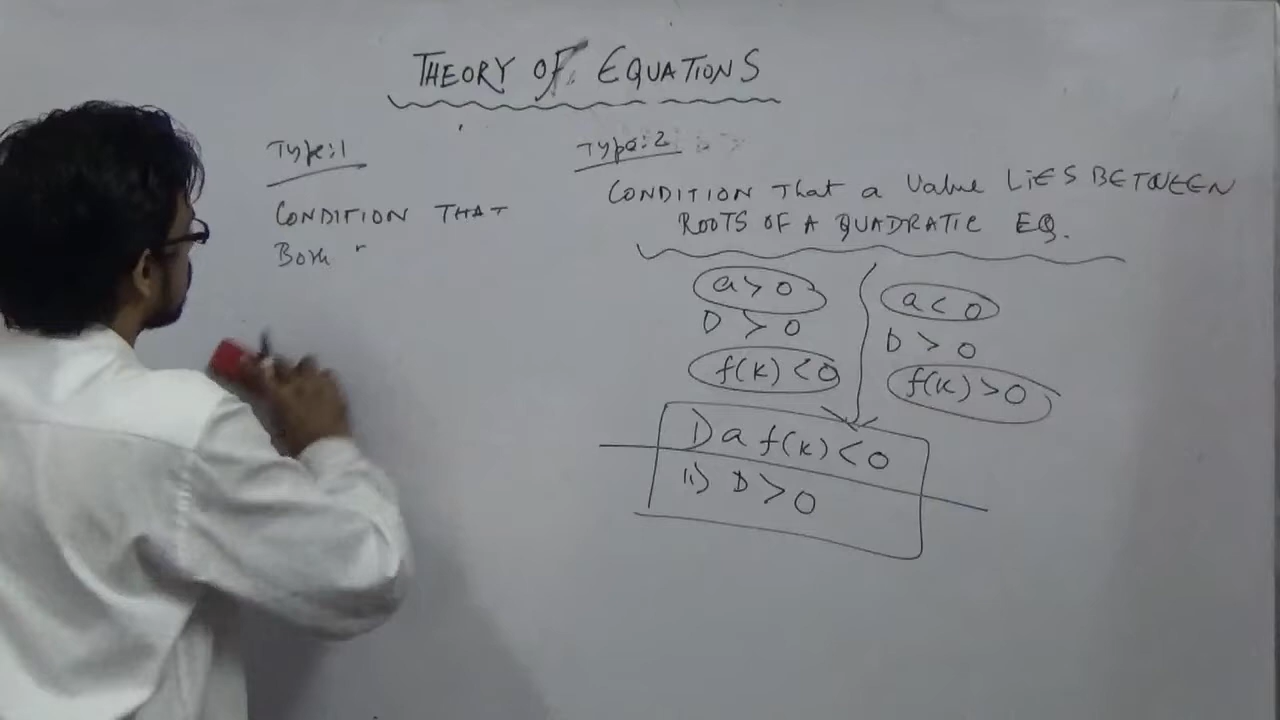 THEORY OF EQUATIONS
Type:1
CONDITION THAT
Both r
Type:2
CONDITION That a Value LiES BETWEEN
ROOTS OF A QUADRATIC EQ.
a > 0
D > 0
f(k) < 0
a < 0
D > 0
f(k) > 0
i) a f(k) < 0
ii) D > 0